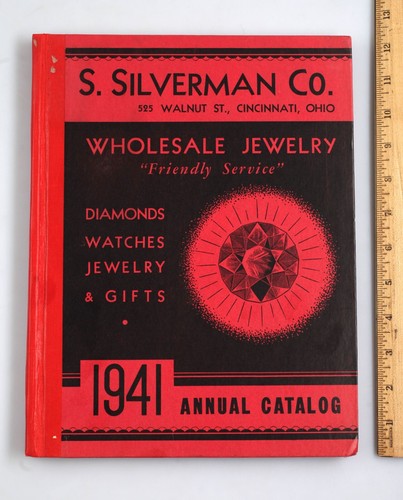 S. SILVERMAN CO.
525 WALNUT ST., CINCINNATI, OHIO
WHOLESALE JEWELRY
"Friendly Service"
DIAMONDS
WATCHES
JEWELRY
& GIFTS
1941 ANNUAL CATALOG